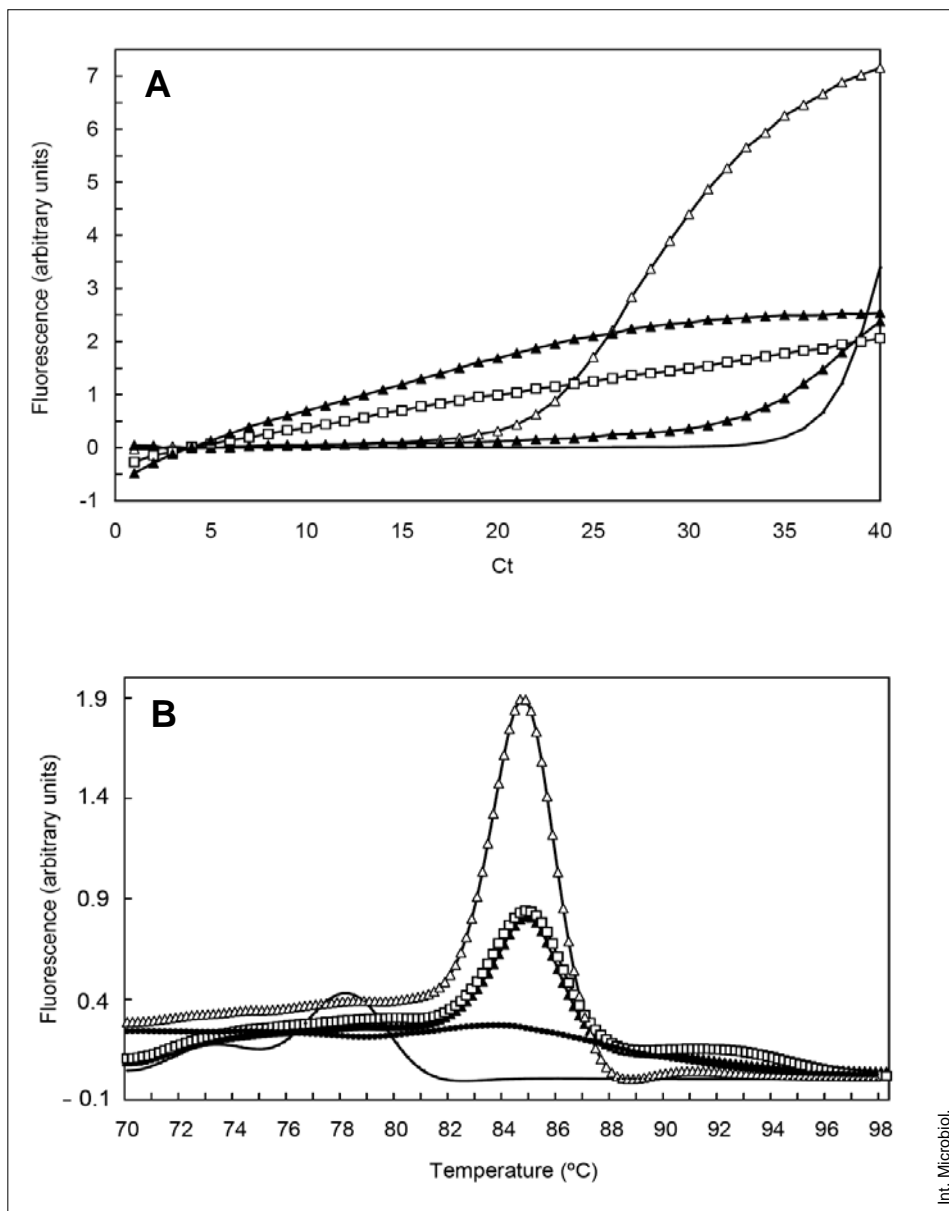 A
Fluorescence (arbitrary units)
7
6
5
4
3
2
1
0
-1
0 5 10 15 20 25 30 35 40
Ct
B
Fluorescence (arbitrary units)
1.9
1.4
0.9
0.4
– 0.1
70 72 74 76 78 80 82 84 86 88 90 92 94 96 98
Temperature (ºC)
Int. Microbiol.